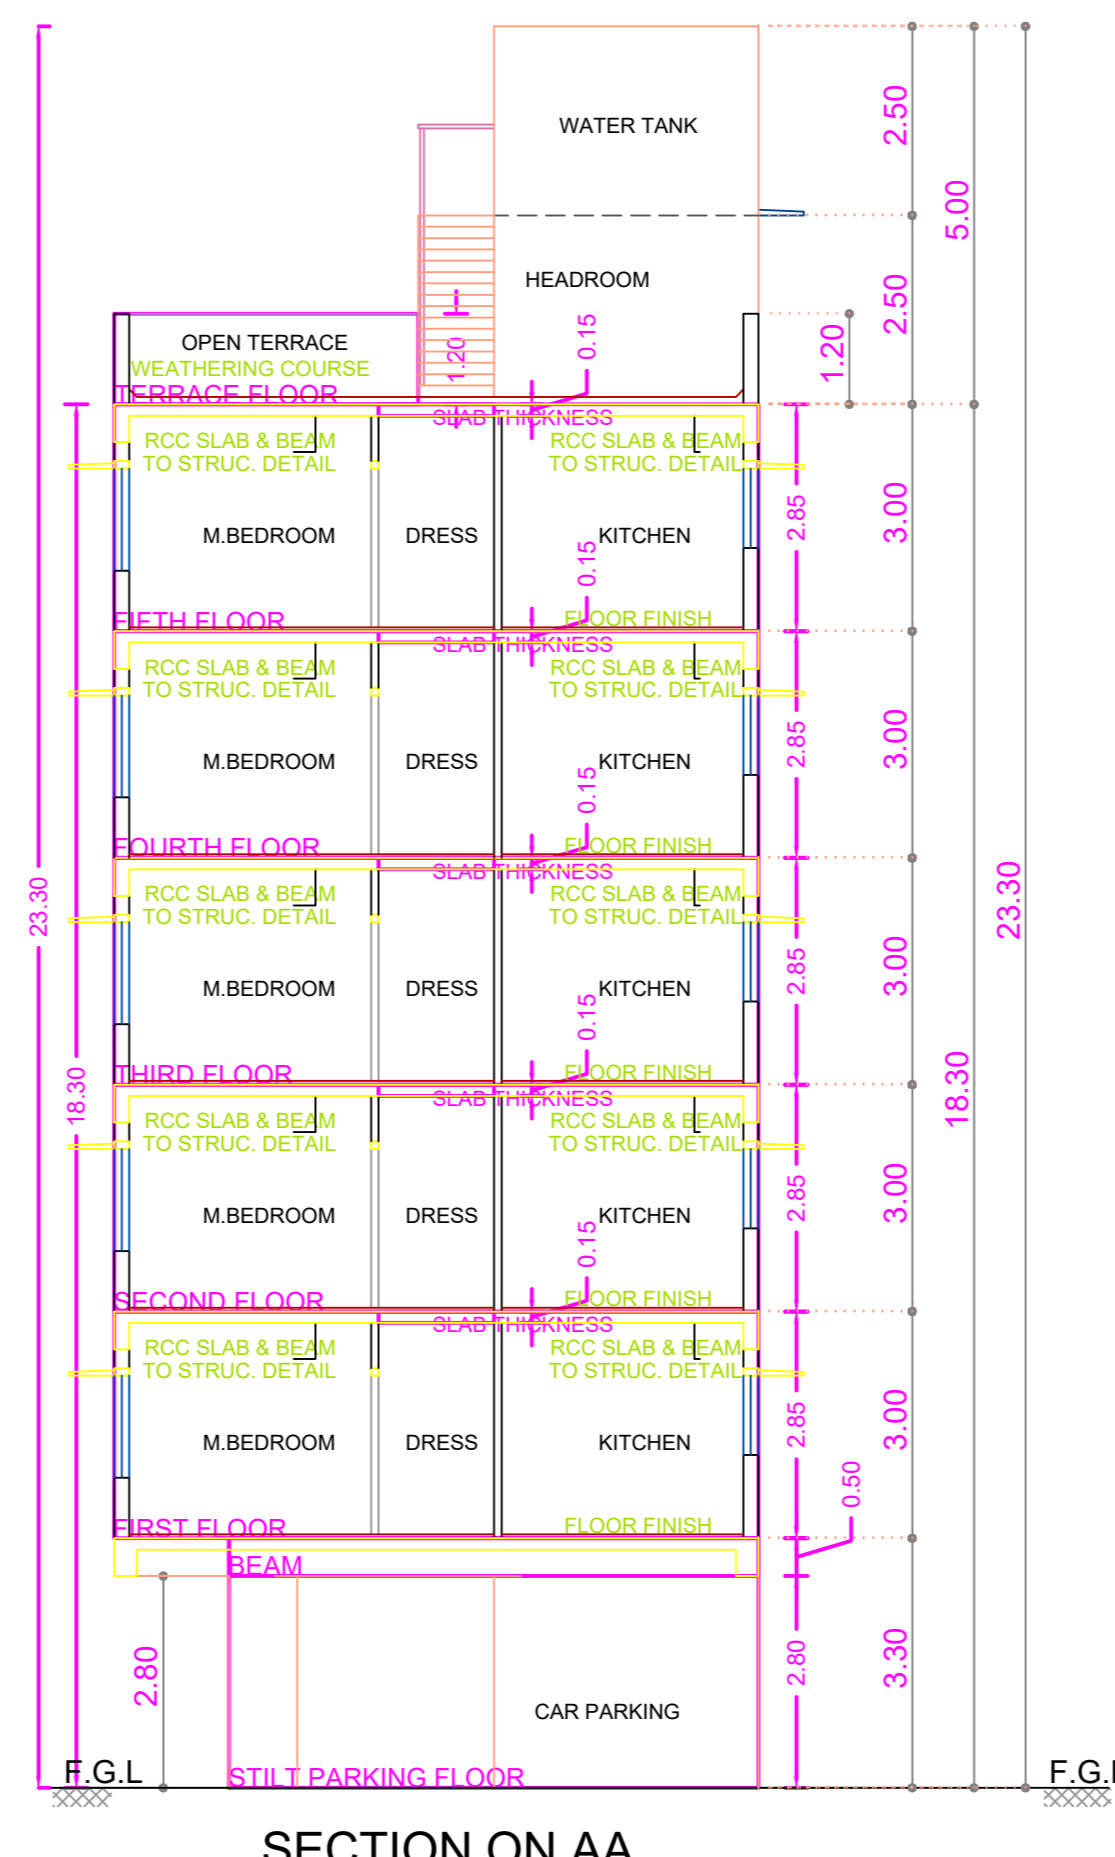 WATER TANK
2.50
5.00
HEADROOM
2.50
OPEN TERRACE
WEATHERING COURSE
1.20
0.15
1.20
TERRACE FLOOR
SLAB THICKNESS
RCC SLAB & BEAM
TO STRUC. DETAIL
RCC SLAB & BEAM
TO STRUC. DETAIL
M.BEDROOM
DRESS
KITCHEN
2.85
3.00
0.15
FIFTH FLOOR
FLOOR FINISH
SLAB THICKNESS
RCC SLAB & BEAM
TO STRUC. DETAIL
RCC SLAB & BEAM
TO STRUC. DETAIL
M.BEDROOM
DRESS
KITCHEN
2.85
3.00
0.15
FOURTH FLOOR
FLOOR FINISH
SLAB THICKNESS
23.30
RCC SLAB & BEAM
TO STRUC. DETAIL
RCC SLAB & BEAM
TO STRUC. DETAIL
23.30
M.BEDROOM
DRESS
KITCHEN
2.85
3.00
0.15
THIRD FLOOR
FLOOR FINISH
SLAB THICKNESS
18.30
18.30
RCC SLAB & BEAM
TO STRUC. DETAIL
RCC SLAB & BEAM
TO STRUC. DETAIL
M.BEDROOM
DRESS
KITCHEN
2.85
3.00
0.15
SECOND FLOOR
FLOOR FINISH
SLAB THICKNESS
RCC SLAB & BEAM
TO STRUC. DETAIL
RCC SLAB & BEAM
TO STRUC. DETAIL
M.BEDROOM
DRESS
KITCHEN
2.85
3.00
0.50
FIRST FLOOR
FLOOR FINISH
BEAM
2.80
2.80
3.30
CAR PARKING
F.G.L
STILT PARKING FLOOR
F.G.L
SECTION ON AA